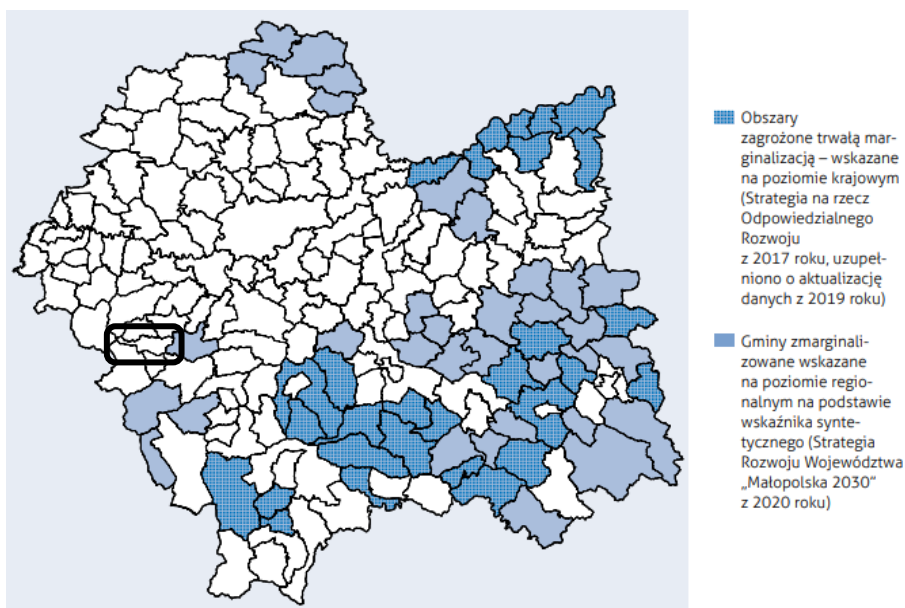 Obszary
zagrożone trwałą mar-
ginalizacją – wskazane
na poziomie krajowym
(Strategia na rzecz
Odpowiedzialnego
Rozwoju
z 2017 roku, uzupeł-
niono o aktualizację
danych z 2019 roku)
Gminy zmarginali-
zowane wskazane
na poziomie regio-
nalnym na podstawie
wskaźnika synte-
tycznego (Strategia
Rozwoju Województwa
„Małopolska 2030”
z 2020 roku)